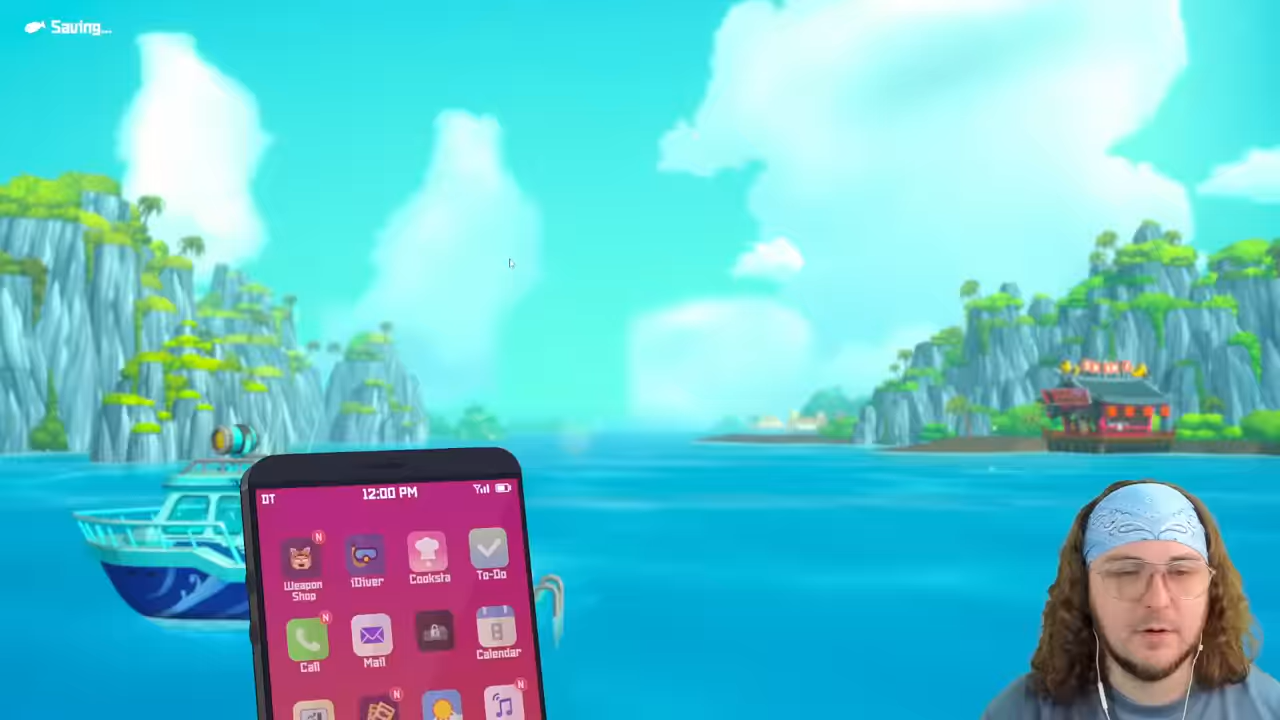 Saving...
DT
12:00 PM
N
Weapon
Shop
iDiver
Cooksta
To-Do
N
Call
Mail
Calendar
N
N